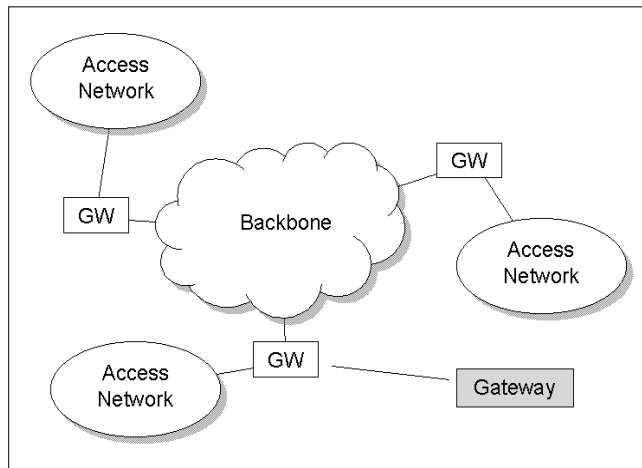 Access
Network
GW
GW
Backbone
Access
Network
GW
Access
Network
Gateway